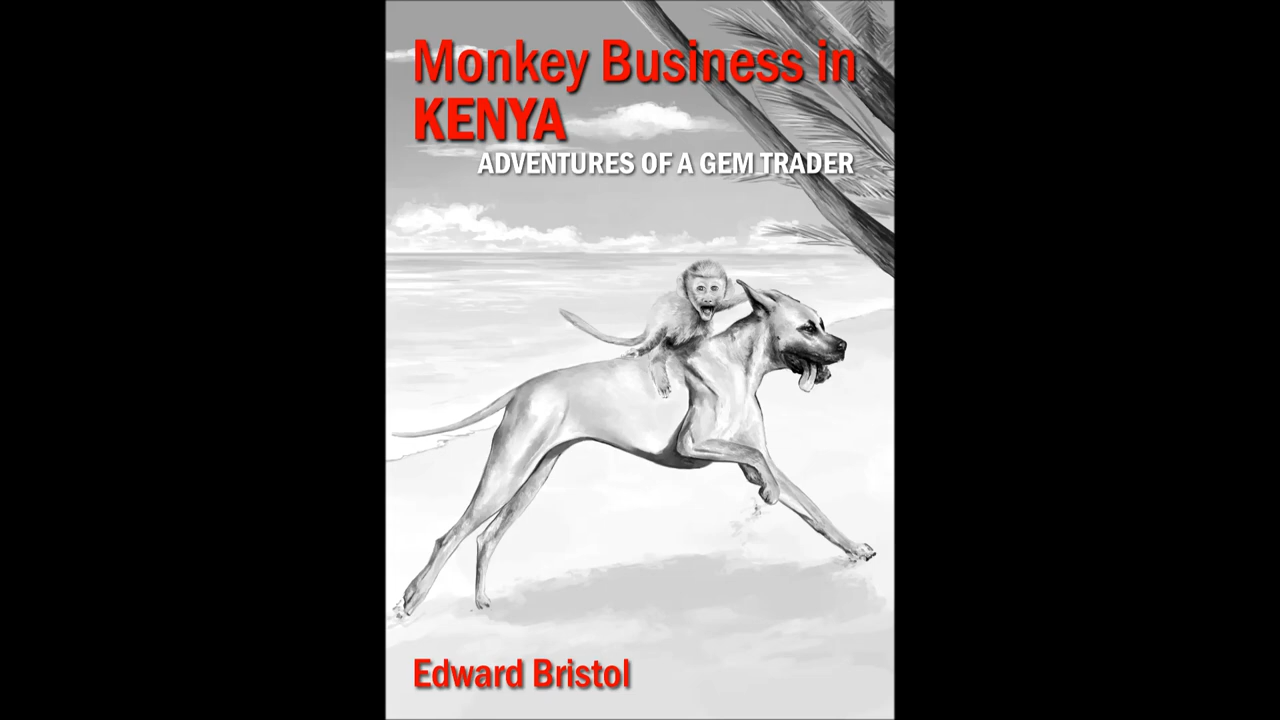 Monkey Business in
KENYA
ADVENTURES OF A GEM TRADER
Edward Bristol